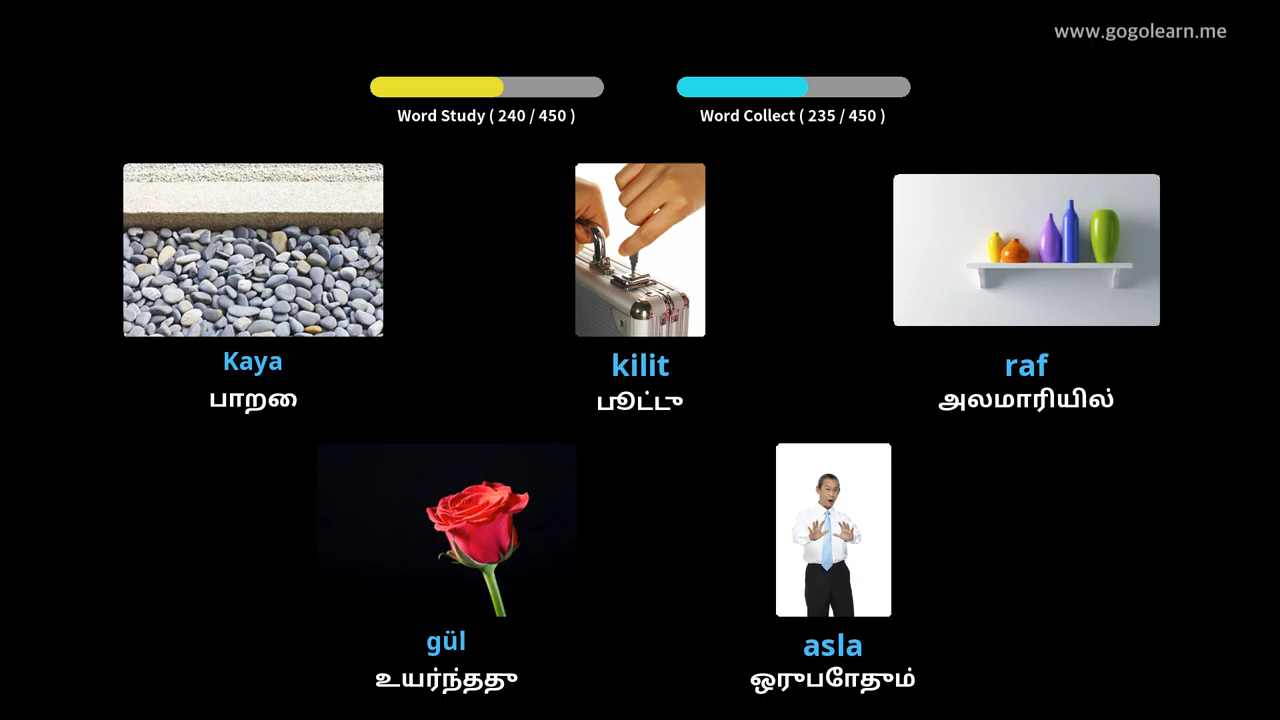 www.gogolearn.me
Word Study ( 240 / 450 )
Word Collect ( 235 / 450 )
Kaya
பாறை
kilit
பூட்டு
raf
அலமாரியில்
gül
உயர்ந்தது
asla
ஒருபோதும்